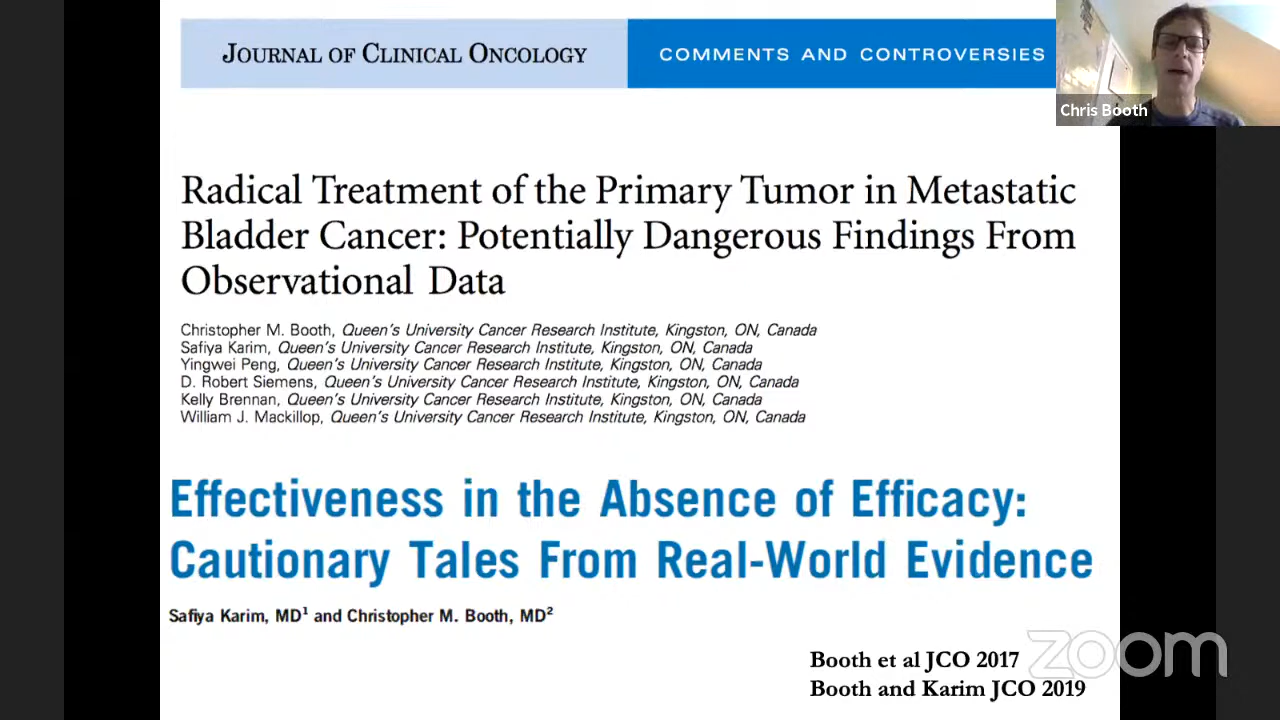 JOURNAL OF CLINICAL ONCOLOGY COMMENTS AND CONTROVERSIES
Chris Booth
Radical Treatment of the Primary Tumor in Metastatic
Bladder Cancer: Potentially Dangerous Findings From
Observational Data
Christopher M. Booth, Queen's University Cancer Research Institute, Kingston, ON, Canada
Safiya Karim, Queen's University Cancer Research Institute, Kingston, ON, Canada
Yingwei Peng, Queen's University Cancer Research Institute, Kingston, ON, Canada
D. Robert Siemens, Queen's University Cancer Research Institute, Kingston, ON, Canada
Kelly Brennan, Queen's University Cancer Research Institute, Kingston, ON, Canada
William J. Mackillop, Queen's University Cancer Research Institute, Kingston, ON, Canada
Effectiveness in the Absence of Efficacy:
Cautionary Tales From Real-World Evidence
Safiya Karim, MD¹ and Christopher M. Booth, MD²
Booth et al JCO 2017
Booth and Karim JCO 2019
zoom